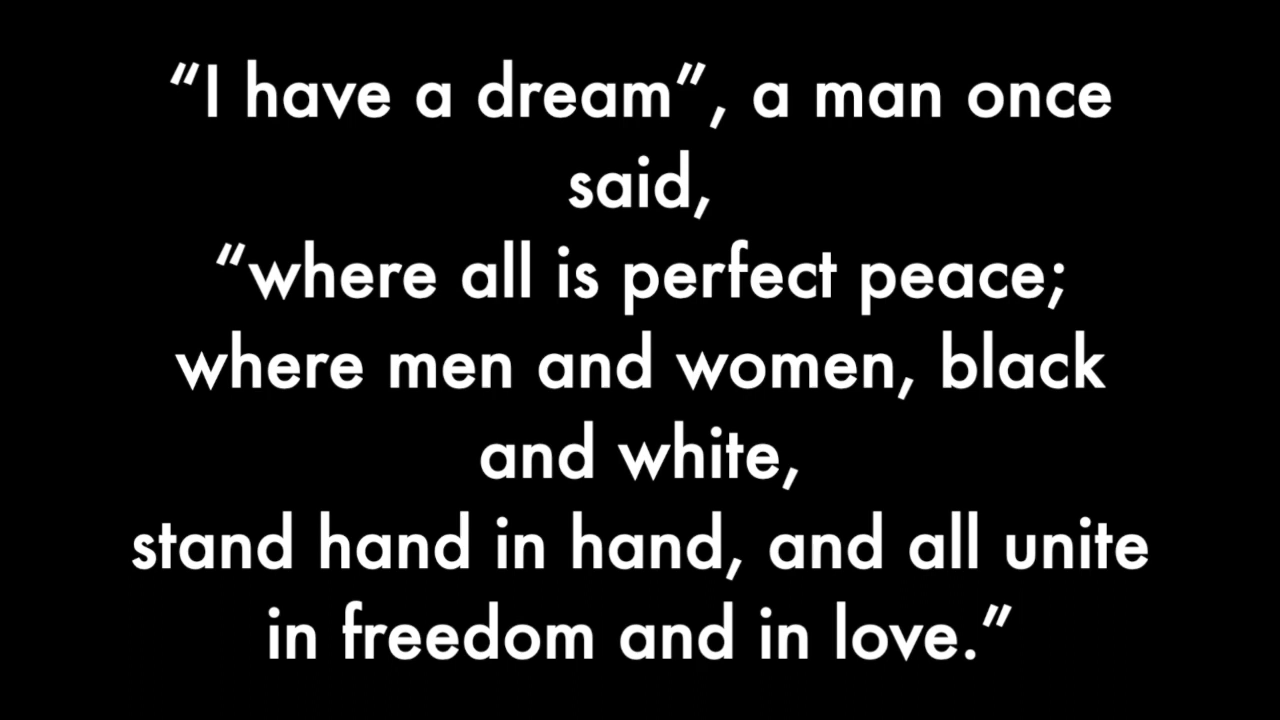 “I have a dream”, a man once
said,
“where all is perfect peace;
where men and women, black
and white,
stand hand in hand, and all unite
in freedom and in love.”